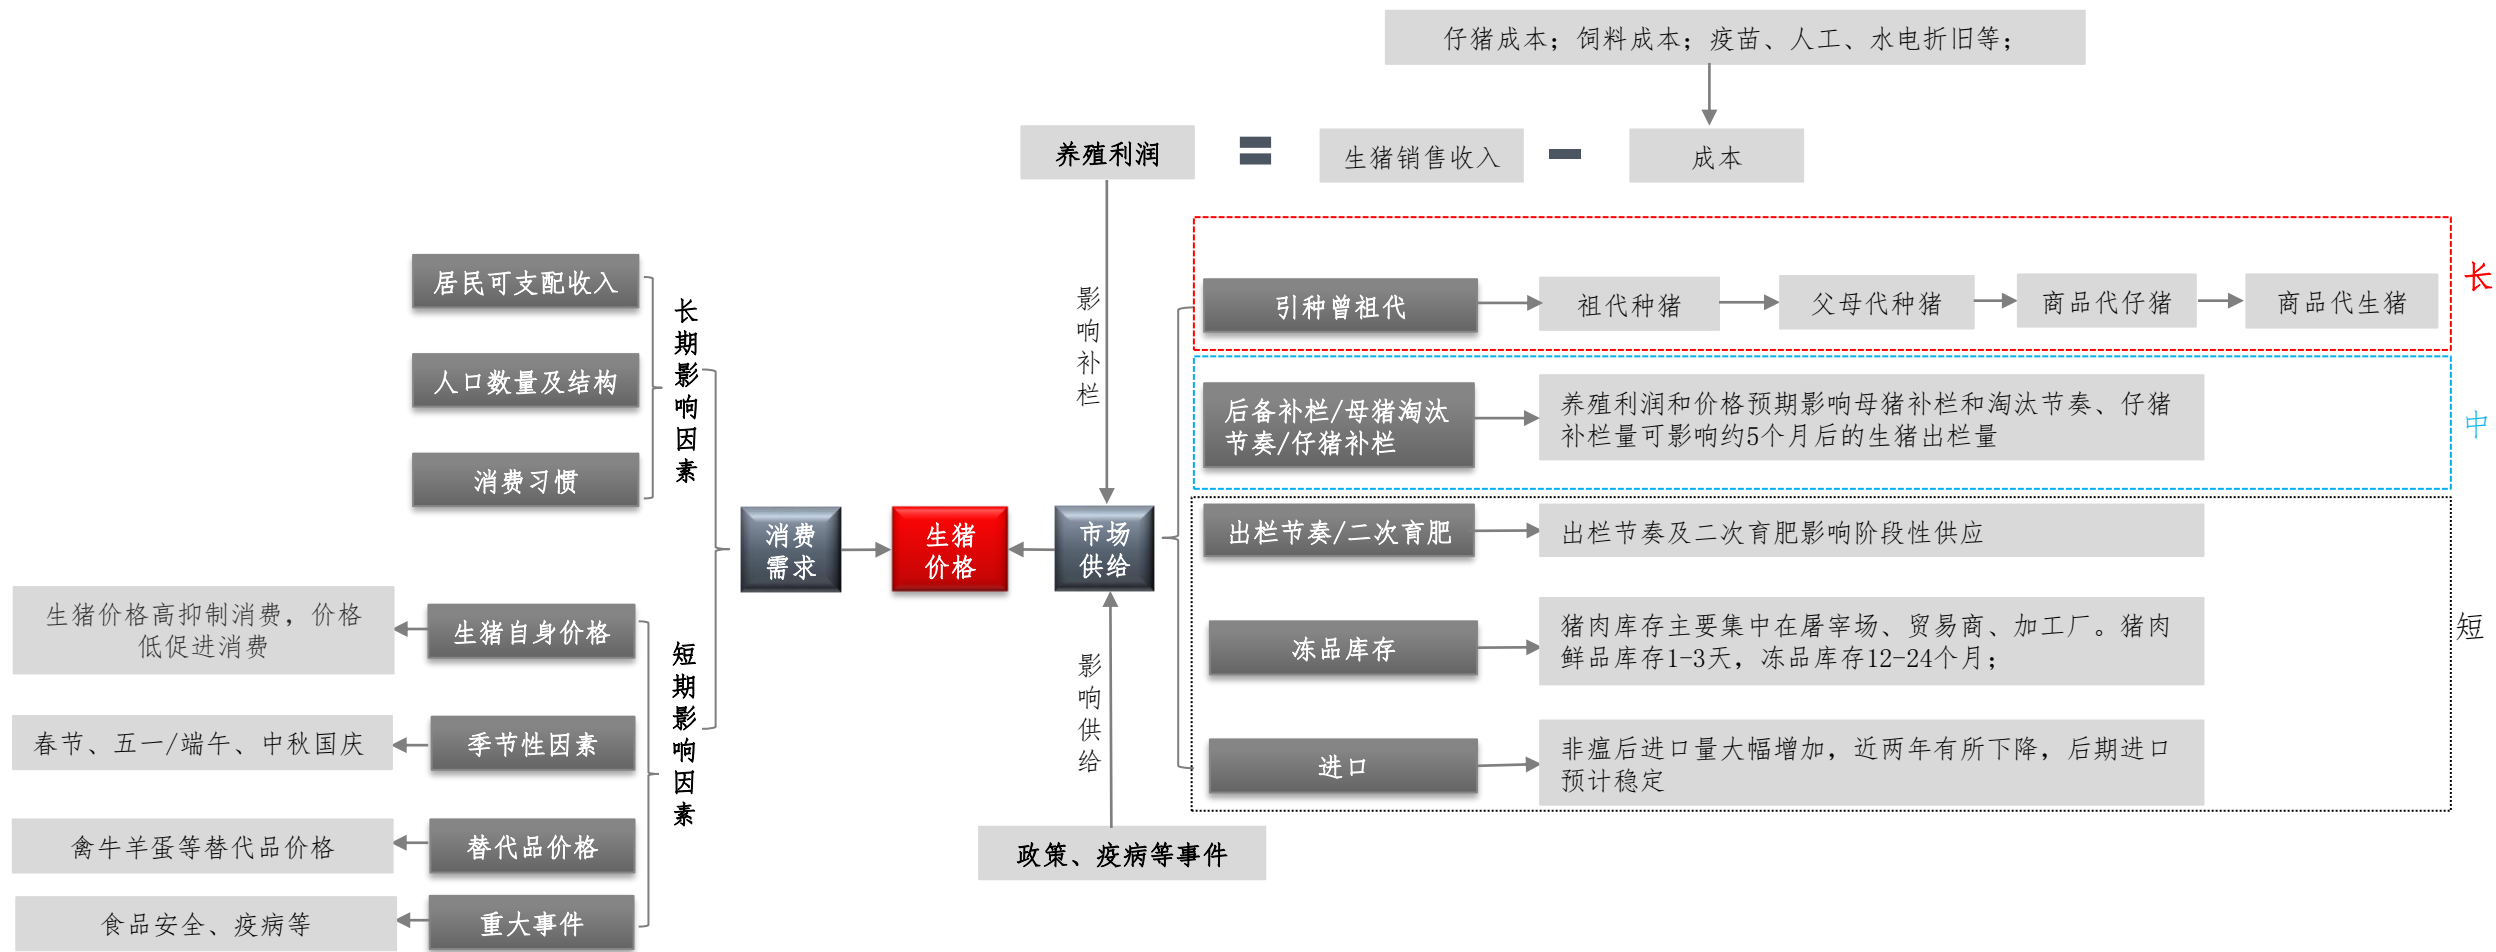 仔猪成本；饲料成本；疫苗、人工、水电折旧等；
养殖利润
=
生猪销售收入
-
成本
影响补栏
长
引种曾祖代
祖代种猪
父母代种猪
商品代仔猪
商品代生猪
中
后备补栏/母猪淘汰
节奏/仔猪补栏
养殖利润和价格预期影响母猪补栏和淘汰节奏、仔猪
补栏量可影响约5个月后的生猪出栏量
短
出栏节奏/二次育肥
出栏节奏及二次育肥影响阶段性供应
冻品库存
猪肉库存主要集中在屠宰场、贸易商、加工厂。猪肉
鲜品库存1-3天，冻品库存12-24个月；
进口
非瘟后进口量大幅增加，近两年有所下降，后期进口
预计稳定
市场
供给
影响供给
政策、疫病等事件
生猪
价格
消费
需求
长期影响因素
居民可支配收入
人口数量及结构
消费习惯
短期影响因素
生猪自身价格
生猪价格高抑制消费，价格
低促进消费
季节性因素
春节、五一/端午、中秋国庆
替代品价格
禽牛羊蛋等替代品价格
重大事件
食品安全、疫病等